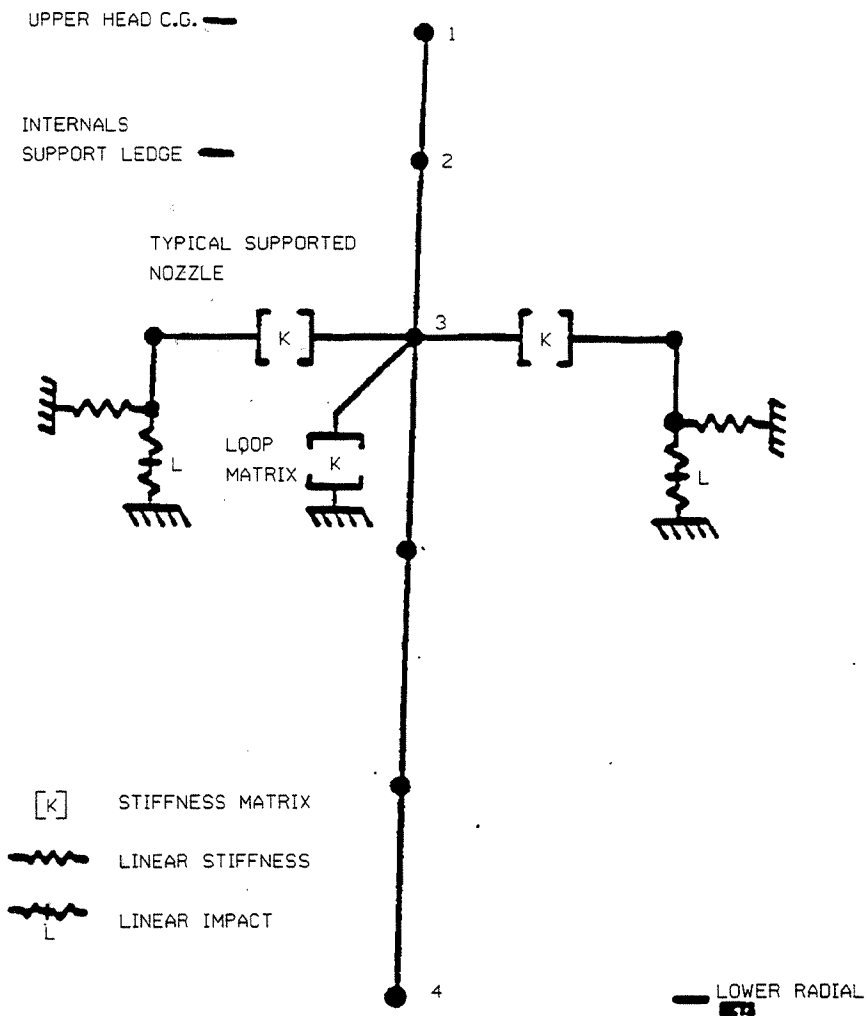 UPPER HEAD C.G.
1
INTERNALS
SUPPORT LEDGE
2
TYPICAL SUPPORTED
NOZZLE
3
K
K
LOOP
MATRIX
K
L
L
[K] STIFFNESS MATRIX
LINEAR STIFFNESS
L LINEAR IMPACT
4
LOWER RADIAL